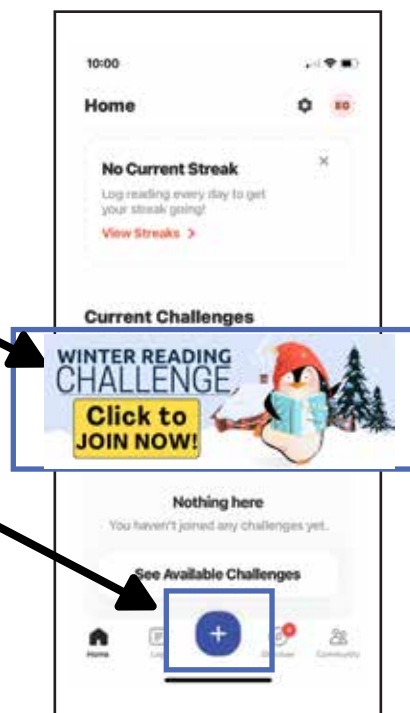 10:00
Home
EG
No Current Streak
Log reading every day to get
your streak going!
View Streaks >
Current Challenges
WINTER READING
CHALLENGE
Click to
JOIN NOW!
Nothing here
You haven't joined any challenges yet.
See Available Challenges
+
Home
Community